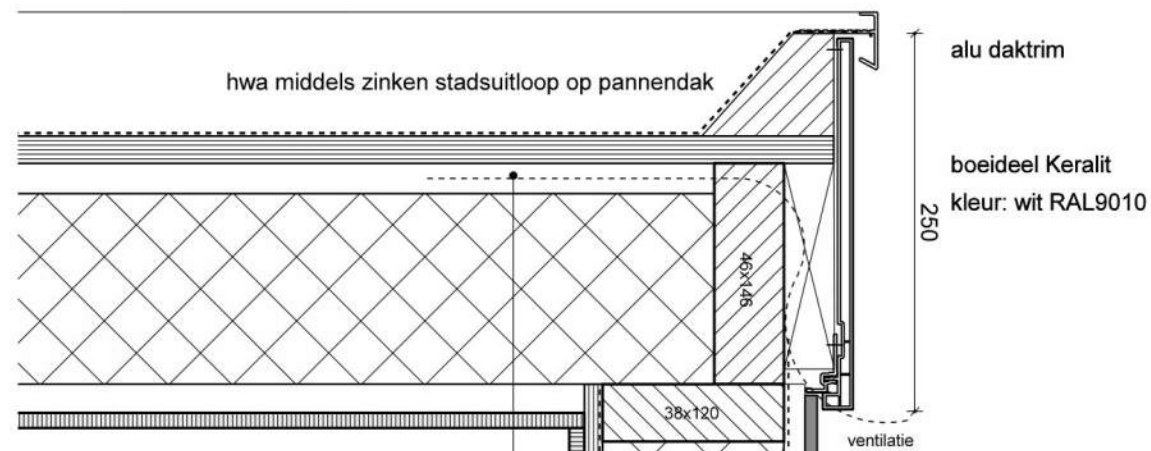 alu daktrim
hwa middels zinken stadsuitloop op pannendak
boeideel Keralit
kleur: wit RAL9010
250
46x146
38x120
ventilatie